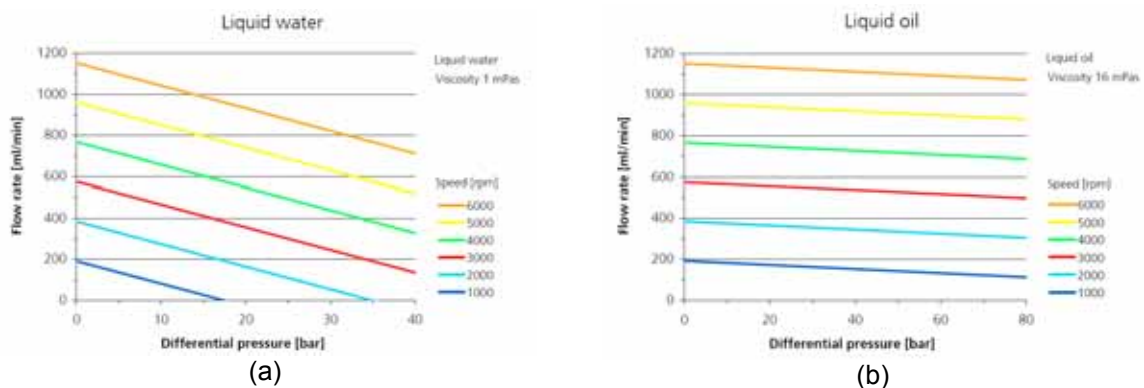 Liquid water
Flow rate [ml/min]
1200
1000
800
600
400
200
0
0 10 20 30 40
Differential pressure [bar]
Liquid water
Viscosity 1 mPas
Speed [rpm]
6000
5000
4000
3000
2000
1000
(a)
Liquid oil
Flow rate [ml/min]
1200
1000
800
600
400
200
0
0 20 40 60 80
Differential pressure [bar]
Liquid oil
Viscosity 16 mPas
Speed [rpm]
6000
5000
4000
3000
2000
1000
(b)